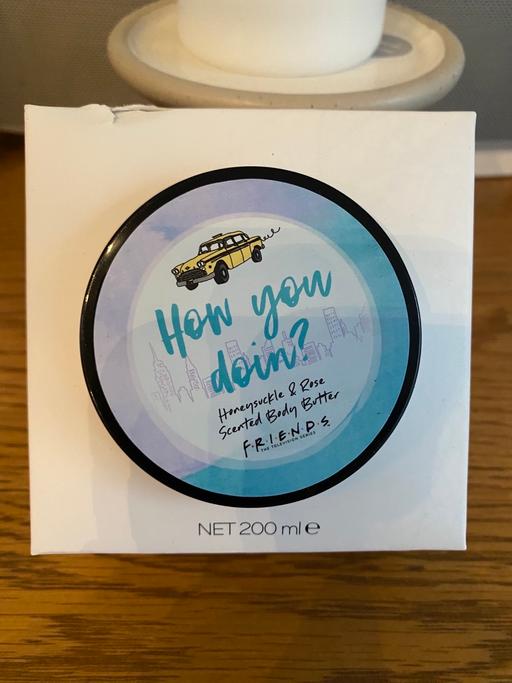 How you
doin?
Honeysuckle & Rose
Scented Body Butter
F·R·I·E·N·D·S
THE TELEVISION SERIES
NET 200 ml e